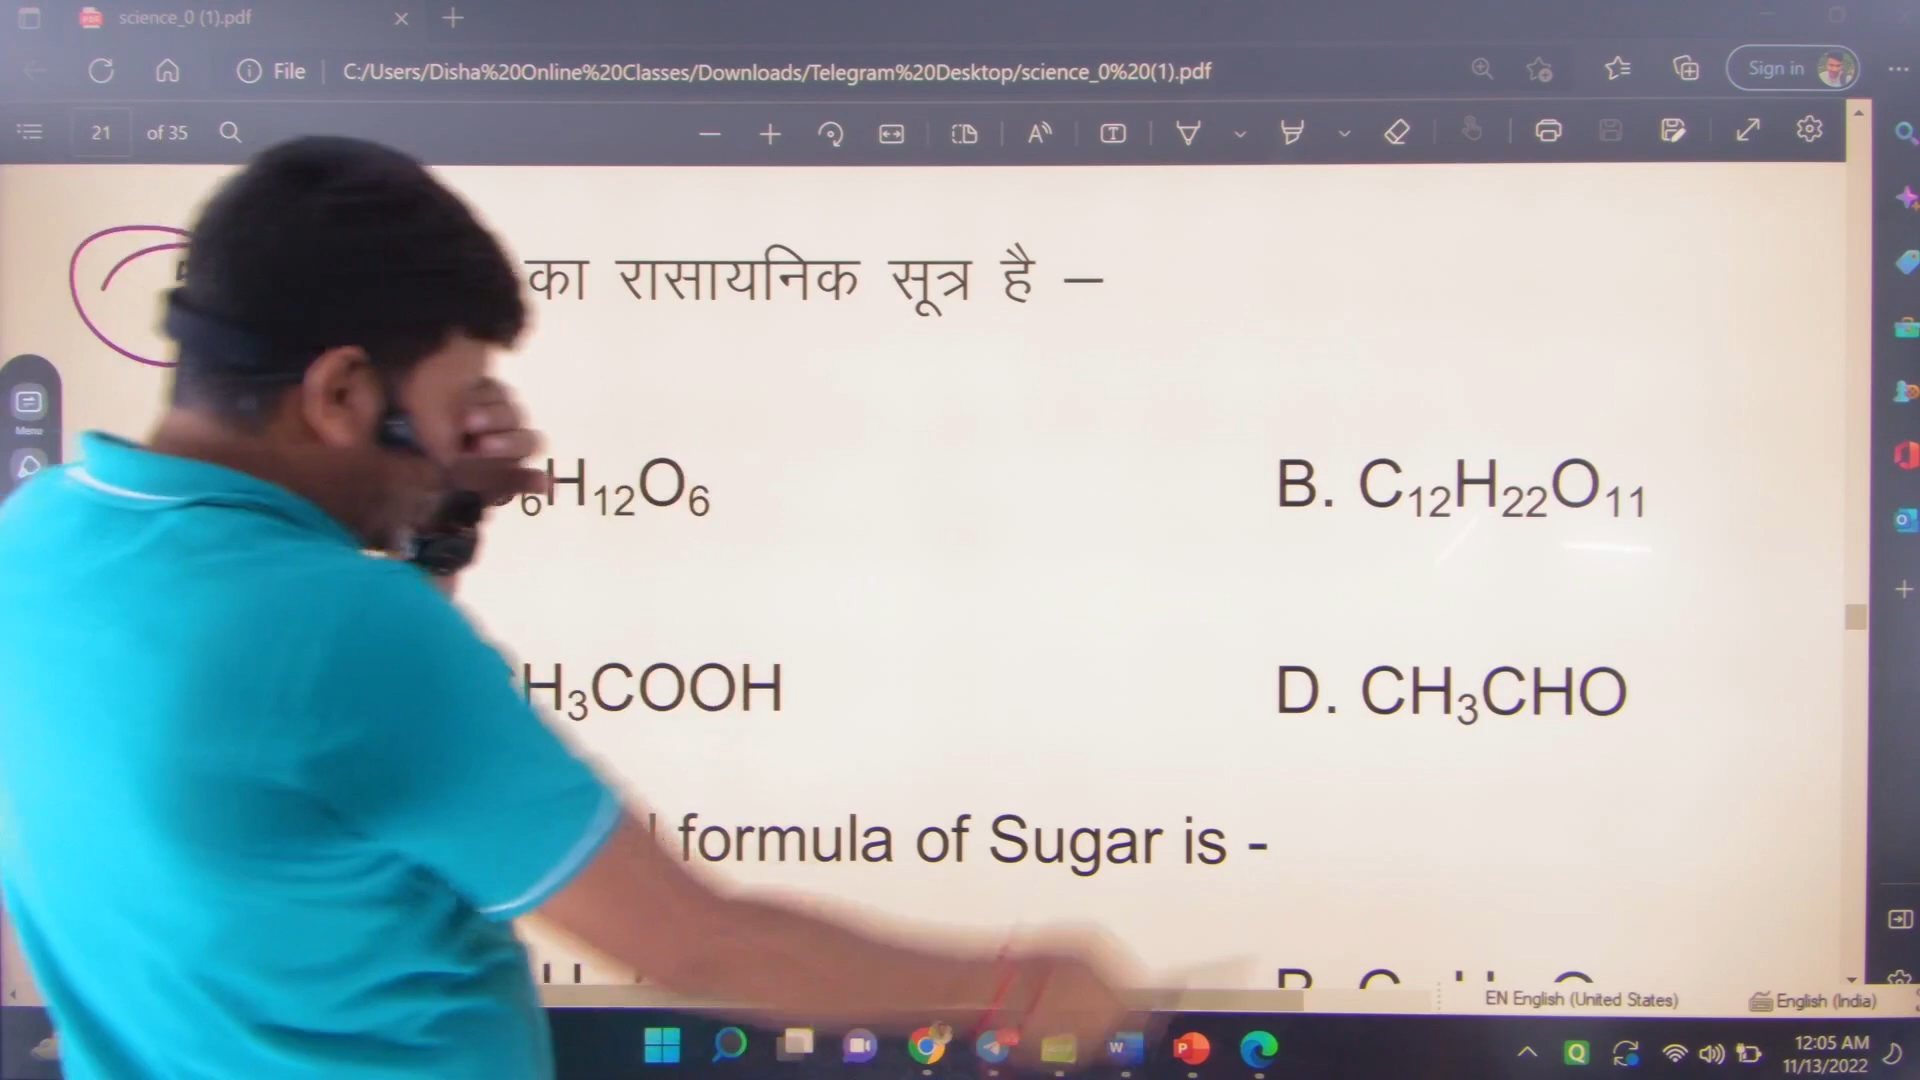 science_0 (1).pdf
File
C:/Users/Disha%20Online%20Classes/Downloads/Telegram%20Desktop/science_0%20(1).pdf
Sign in
21 of 35
का रासायनिक सूत्र है –
Menu
6H12O6
B. C12H22O11
H3COOH
D. CH3CHO
formula of Sugar is -
EN English (United States)
English (India)
12:05 AM
11/13/2022